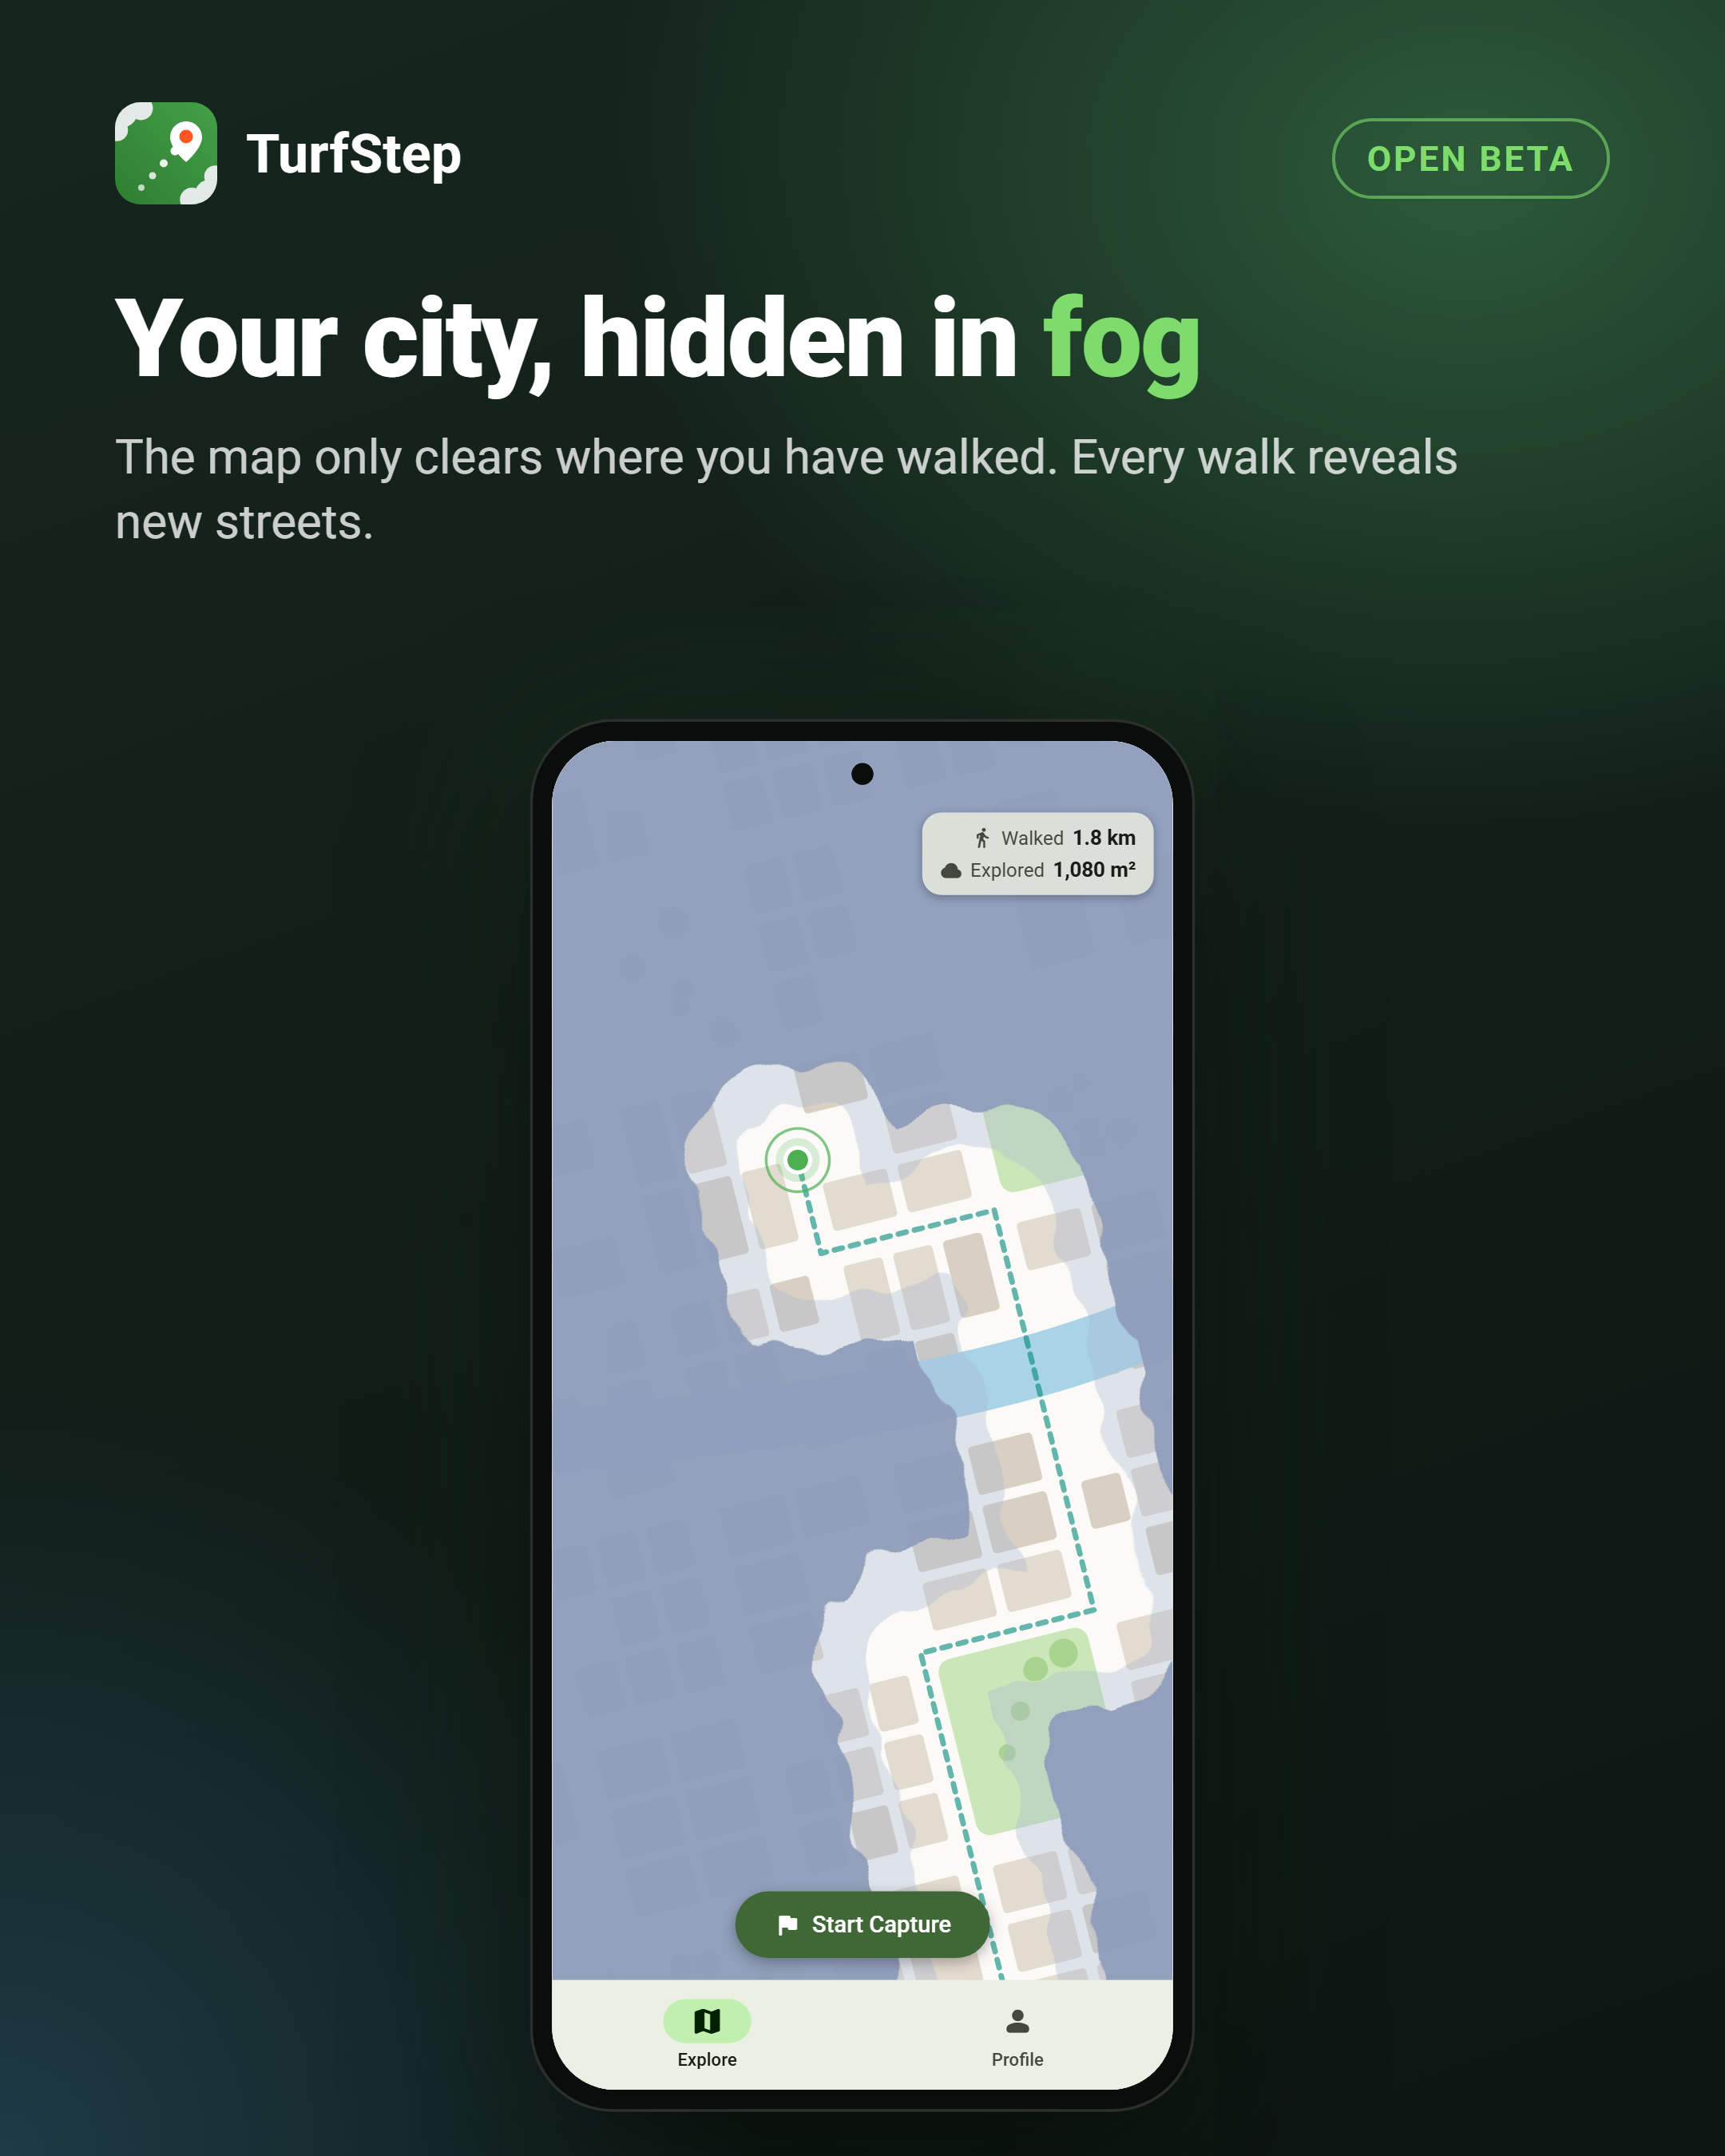 TurfStep
OPEN BETA
Your city, hidden in fog
The map only clears where you have walked. Every walk reveals
new streets.
Walked 1.8 km
Explored 1,080 m²
Start Capture
Explore
Profile